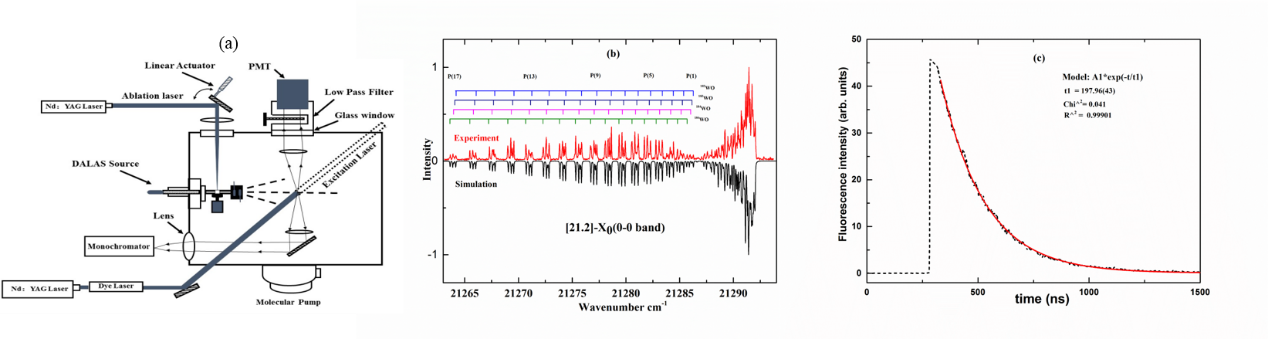 (a)
Linear Actuator
PMT
Ablation laser
Low Pass Filter
Nd: YAG Laser
Glass window
DALAS Source
Excitation Laser
Lens
Monochromator
Nd: YAG Laser
Dye Laser
Molecular Pump
(b)
P(17) P(13) P(9) P(5) P(1)
WO
WO
WO
WO
Experiment
Simulation
[21.2]-X0(0-0 band)
Intensity
1
0
-1
21265 21270 21275 21280 21285 21290
Wavenumber cm-1
(c)
Model: A1*exp(-t/t1)
t1 = 197.96(43)
Chi^2= 0.041
R^2 = 0.99901
Fluorescence intensity (arb. units)
50
40
30
20
10
0
0 500 1000 1500
time (ns)